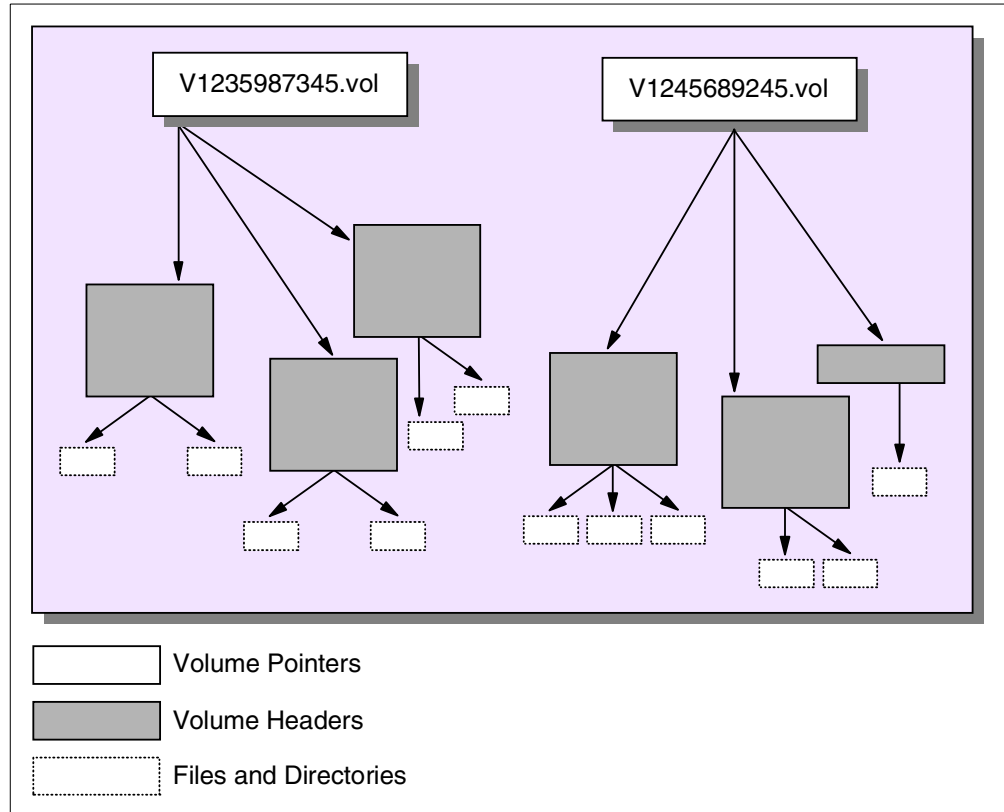 V1235987345.vol
V1245689245.vol
Volume Pointers
Volume Headers
Files and Directories